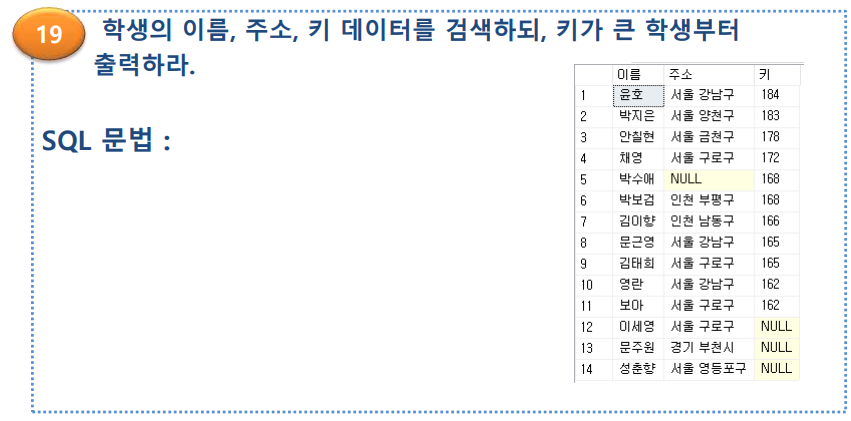 19 학생의 이름, 주소, 키 데이터를 검색하되, 키가 큰 학생부터
출력하라.
SQL 문법 :
이름 주소 키
1 윤호 서울 강남구 184
2 박지은 서울 양천구 183
3 안칠현 서울 금천구 178
4 채영 서울 구로구 172
5 박수애 NULL 168
6 박보검 인천 부평구 168
7 김이향 인천 남동구 166
8 문근영 서울 강남구 165
9 김태희 서울 구로구 165
10 영란 서울 강남구 162
11 보아 서울 구로구 162
12 이세영 서울 구로구 NULL
13 문주원 경기 부천시 NULL
14 성춘향 서울 영등포구 NULL